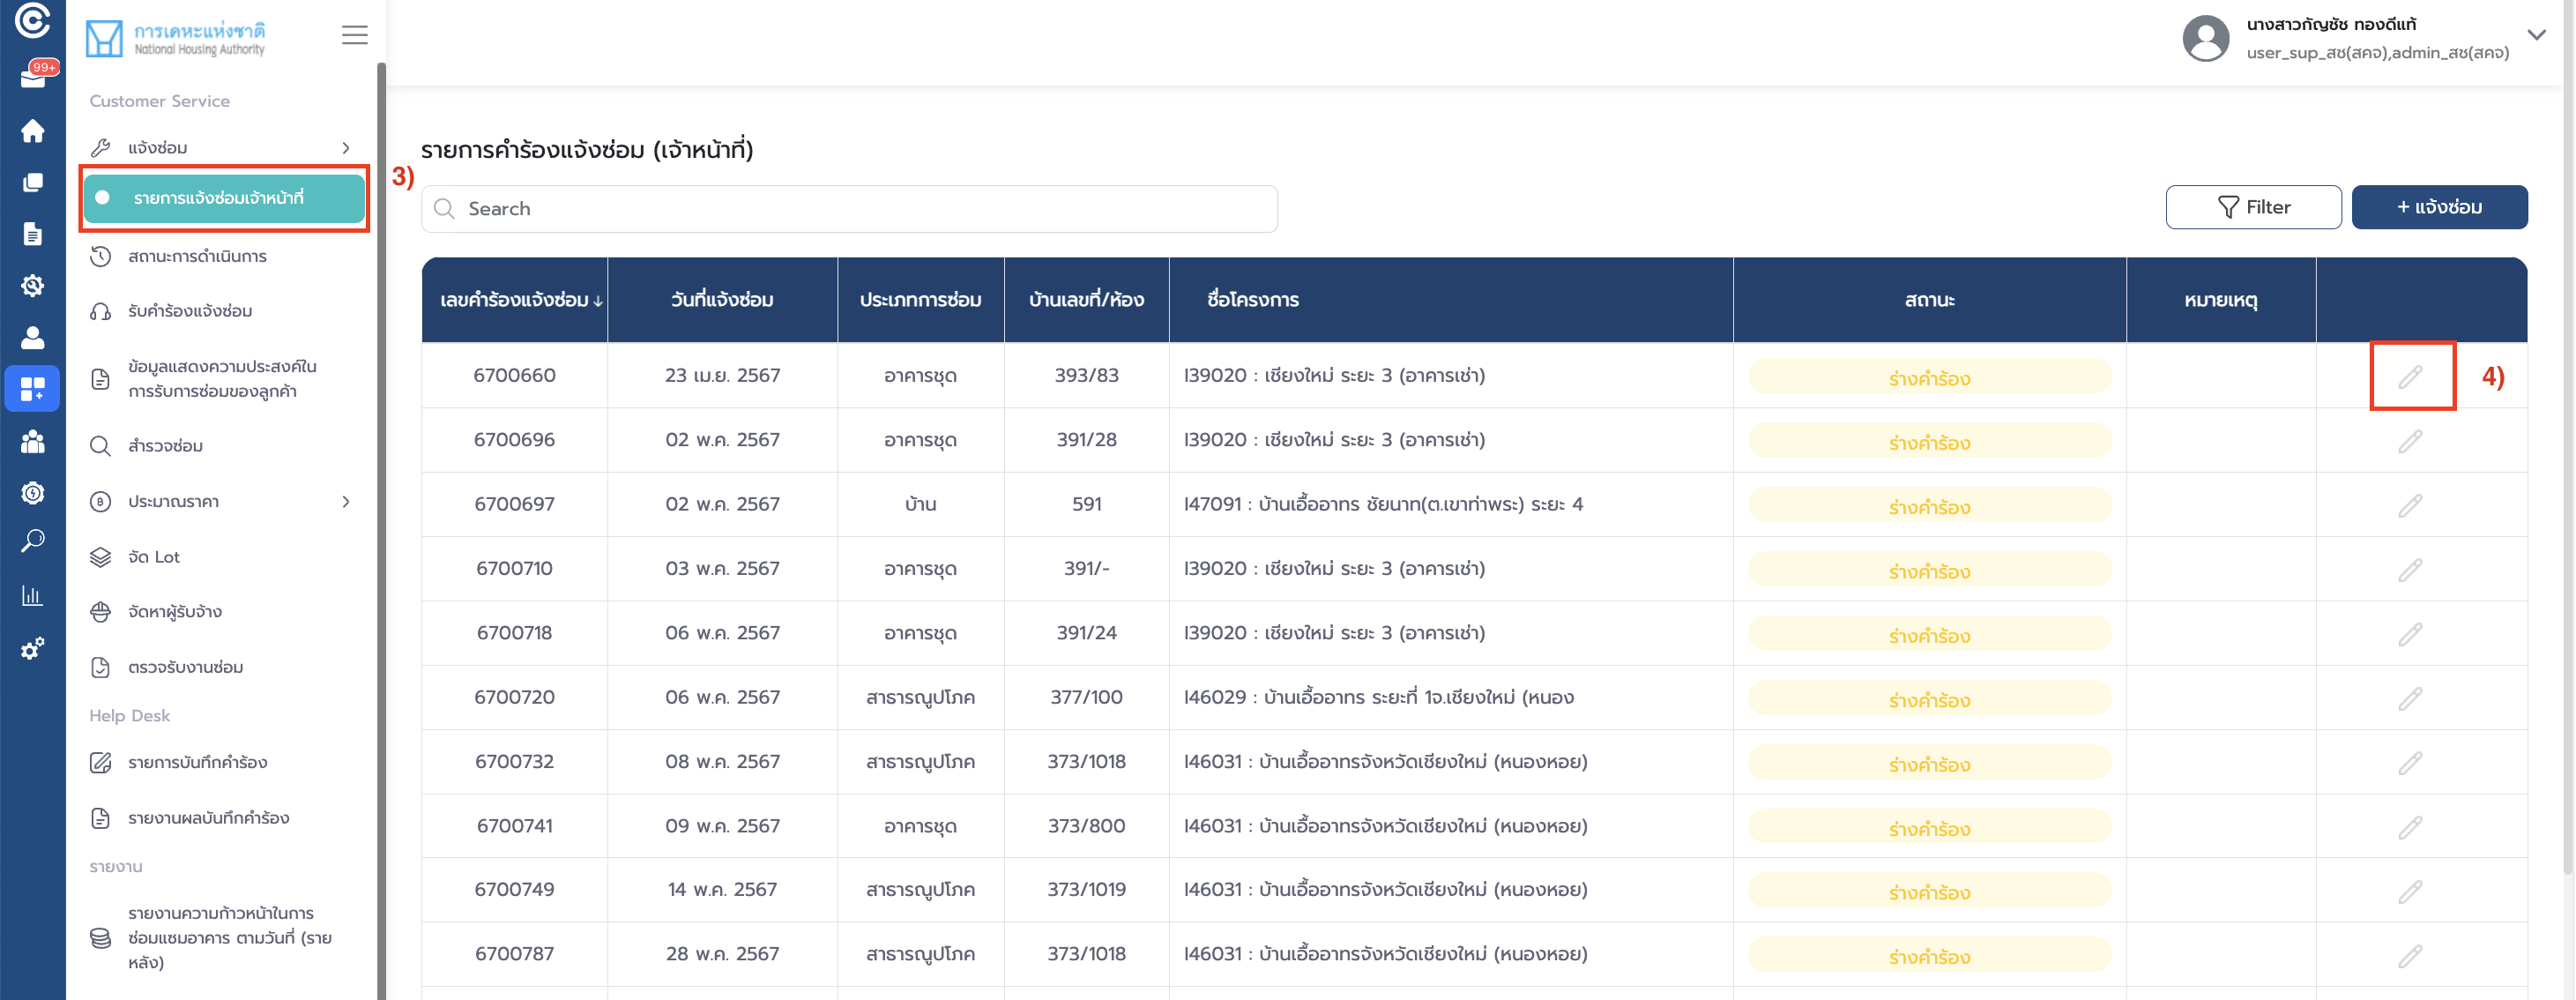 การเคหะแห่งชาติ
National Housing Authority
99+
นางสาวกัญชัช ทองดีแท้
user_sup_สช(สคจ),admin_สช(สคจ)
Customer Service
แจ้งซ่อม
รายการแจ้งซ่อมเจ้าหน้าที่
3)
สถานะการดำเนินการ
รับคำร้องแจ้งซ่อม
ข้อมูลแสดงความประสงค์ใน
การรับการซ่อมของลูกค้า
สำรวจซ่อม
ประมาณราคา
จัด Lot
จัดหาผู้รับจ้าง
ตรวจรับงานซ่อม
Help Desk
รายการบันทึกคำร้อง
รายงานผลบันทึกคำร้อง
รายงาน
รายงานความก้าวหน้าในการ
ซ่อมแซมอาคาร ตามวันที่ (ราย
หลัง)
รายการคำร้องแจ้งซ่อม (เจ้าหน้าที่)
Search
Filter
+ แจ้งซ่อม
เลขคำร้องแจ้งซ่อม วันที่แจ้งซ่อม ประเภทการซ่อม บ้านเลขที่/ห้อง ชื่อโครงการ สถานะ หมายเหตุ
6700660 23 เม.ย. 2567 อาคารชุด 393/83 I39020 : เชียงใหม่ ระยะ 3 (อาคารเช่า) ร่างคำร้อง 4)
6700696 02 พ.ค. 2567 อาคารชุด 391/28 I39020 : เชียงใหม่ ระยะ 3 (อาคารเช่า) ร่างคำร้อง
6700697 02 พ.ค. 2567 บ้าน 591 I47091 : บ้านเอื้ออาทร ชัยนาท(ต.เขาท่าพระ) ระยะ 4 ร่างคำร้อง
6700710 03 พ.ค. 2567 อาคารชุด 391/- I39020 : เชียงใหม่ ระยะ 3 (อาคารเช่า) ร่างคำร้อง
6700718 06 พ.ค. 2567 อาคารชุด 391/24 I39020 : เชียงใหม่ ระยะ 3 (อาคารเช่า) ร่างคำร้อง
6700720 06 พ.ค. 2567 สาธารณูปโภค 377/100 I46029 : บ้านเอื้ออาทร ระยะที่ 1จ.เชียงใหม่ (หนอง ร่างคำร้อง
6700732 08 พ.ค. 2567 สาธารณูปโภค 373/1018 I46031 : บ้านเอื้ออาทรจังหวัดเชียงใหม่ (หนองหอย) ร่างคำร้อง
6700741 09 พ.ค. 2567 อาคารชุด 373/800 I46031 : บ้านเอื้ออาทรจังหวัดเชียงใหม่ (หนองหอย) ร่างคำร้อง
6700749 14 พ.ค. 2567 สาธารณูปโภค 373/1019 I46031 : บ้านเอื้ออาทรจังหวัดเชียงใหม่ (หนองหอย) ร่างคำร้อง
6700787 28 พ.ค. 2567 สาธารณูปโภค 373/1018 I46031 : บ้านเอื้ออาทรจังหวัดเชียงใหม่ (หนองหอย) ร่างคำร้อง